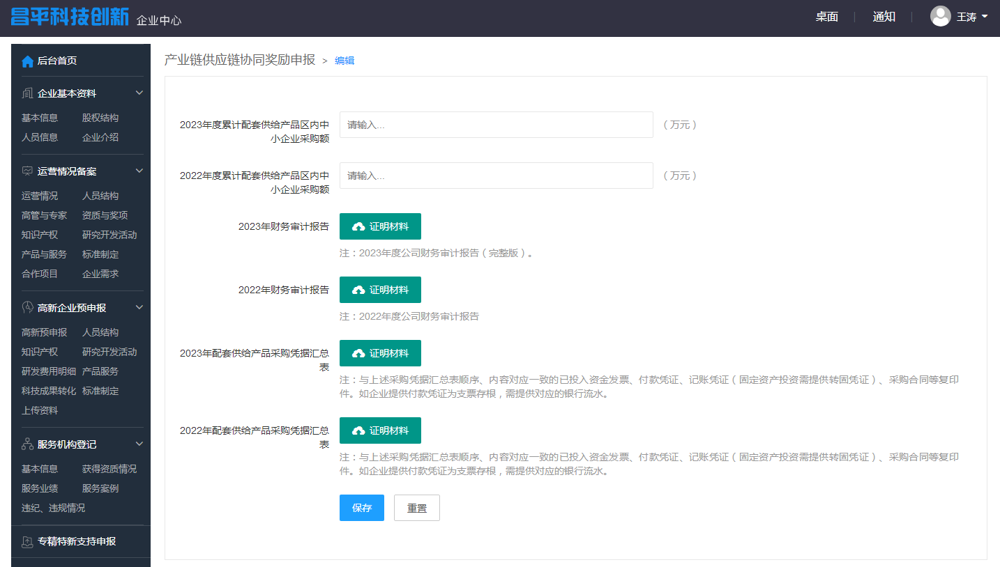 昌平科技创新 企业中心
桌面 通知 王涛
后台首页
企业基本资料
基本信息 股权结构
人员信息 企业介绍
运营情况备案
运营情况 人员结构
高管与专家 资质与奖项
知识产权 研究开发活动
产品与服务 标准制定
合作项目 企业需求
高新企业预申报
高新预申报 人员结构
知识产权 研究开发活动
研发费用明细 产品服务
科技成果转化 标准制定
上传资料
服务机构登记
基本信息 获得资质情况
服务业绩 服务案例
违纪、违规情况
专精特新支持申报
产业链供应链协同奖励申报 > 编辑
2023年度累计配套供给产品区内中
小企业采购额
请输入...
（万元）
2022年度累计配套供给产品区内中
小企业采购额
请输入...
（万元）
2023年财务审计报告
证明材料
注：2023年度公司财务审计报告（完整版）。
2022年财务审计报告
证明材料
注：2022年度公司财务审计报告
2023年配套供给产品采购凭据汇总
表
证明材料
注：与上述采购凭据汇总表顺序、内容对应一致的已投入资金发票、付款凭证、记账凭证（固定资产投资需提供转固凭证）、采购合同等复印
件。如企业提供付款凭证为支票存根，需提供对应的银行流水。
2022年配套供给产品采购凭据汇总
表
证明材料
注：与上述采购凭据汇总表顺序、内容对应一致的已投入资金发票、付款凭证、记账凭证（固定资产投资需提供转固凭证）、采购合同等复印
件。如企业提供付款凭证为支票存根，需提供对应的银行流水。
保存 重置